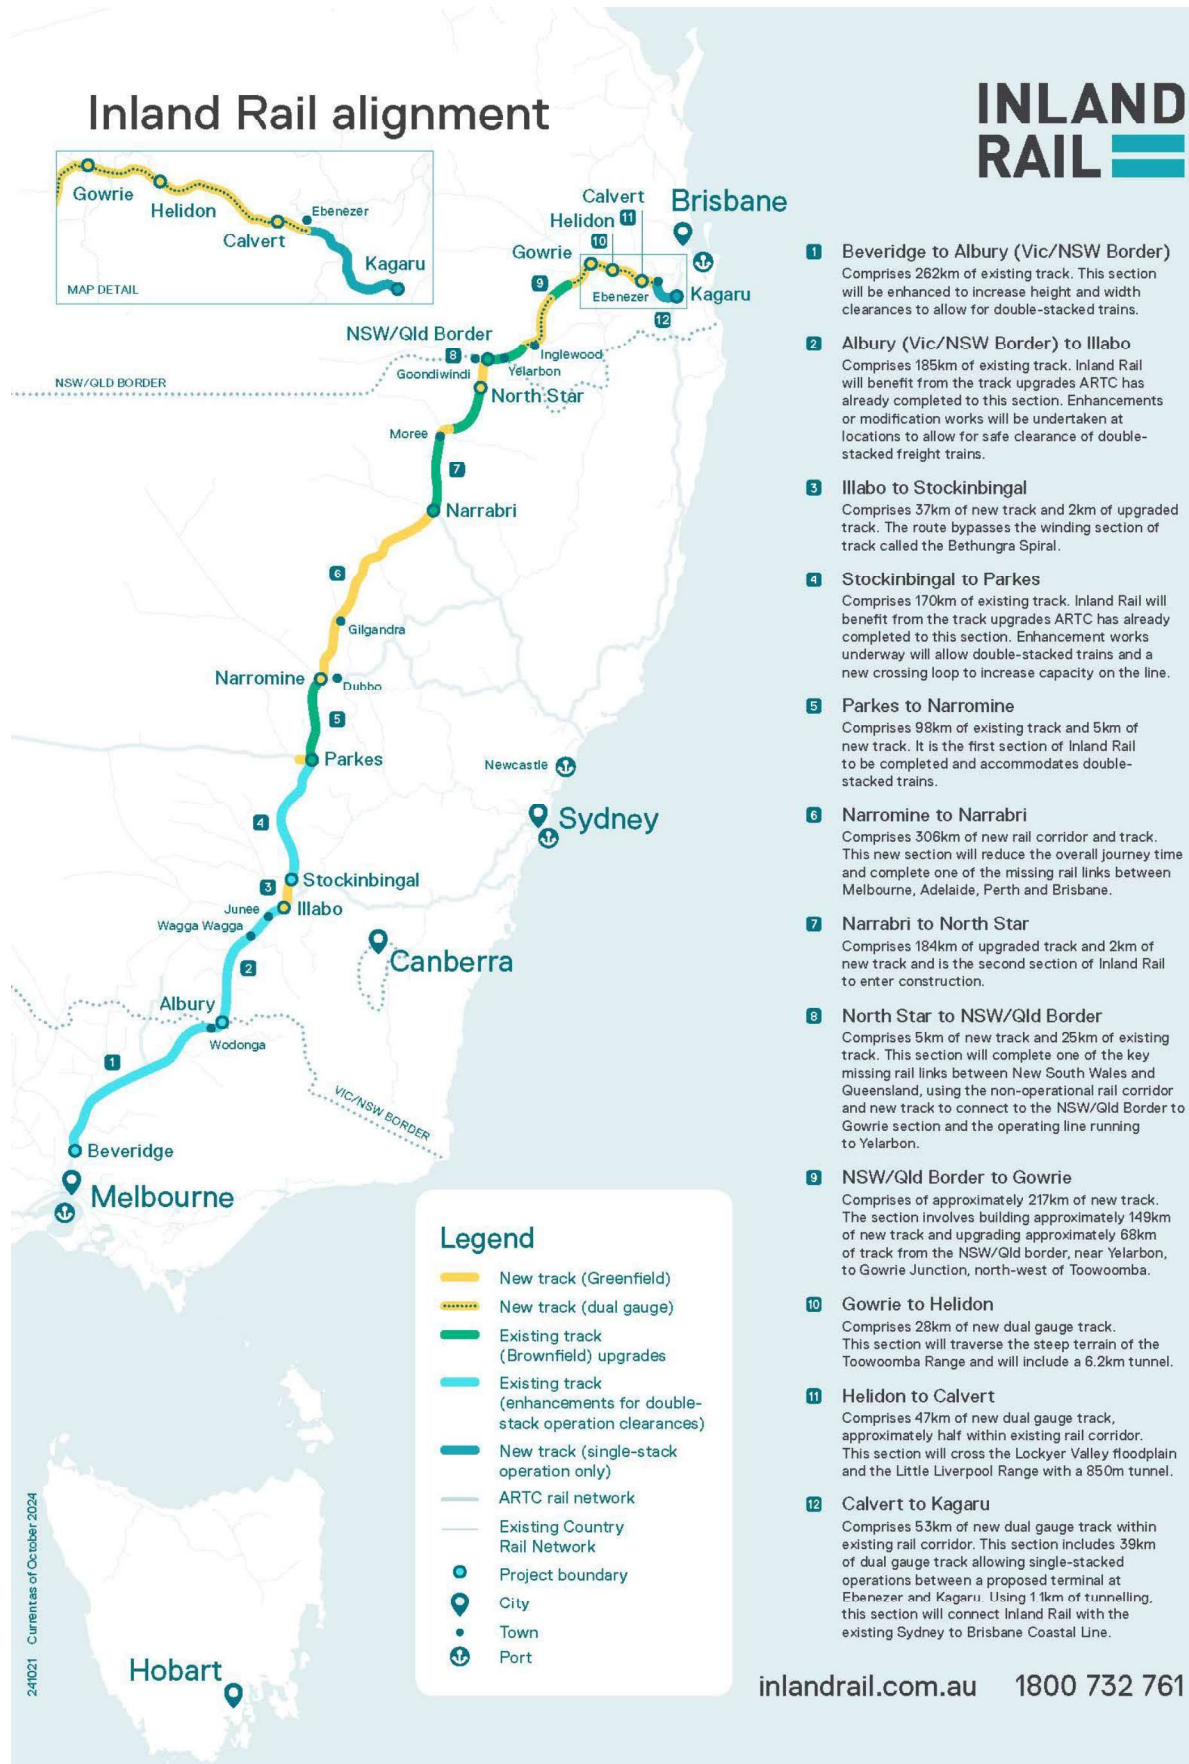 Inland Rail alignment
INLAND
RAIL
Gowrie
Helidon
Ebenezer
Calvert
Kagaru
MAP DETAIL
Calvert
11
Brisbane
Helidon
10
Gowrie
9
Ebenezer
Kagaru
12
NSW/Qld Border
8
Inglewood
Goondiwindi
Yelarbon
NSW/QLD BORDER
North Star
Moree
7
Narrabri
6
Gilgandra
Narromine
Dubbo
5
Parkes
Newcastle
4
Sydney
Stockinbingal
3
Junee
Illabo
Wagga Wagga
2
Canberra
Albury
Wodonga
1
VIC/NSW BORDER
Beveridge
Melbourne
Hobart
Legend
New track (Greenfield)
New track (dual gauge)
Existing track
(Brownfield) upgrades
Existing track
(enhancements for double-
stack operation clearances)
New track (single-stack
operation only)
ARTC rail network
Existing Country
Rail Network
Project boundary
City
Town
Port
1 Beveridge to Albury (Vic/NSW Border)
Comprises 262km of existing track. This section
will be enhanced to increase height and width
clearances to allow for double-stacked trains.
2 Albury (Vic/NSW Border) to Illabo
Comprises 185km of existing track. Inland Rail
will benefit from the track upgrades ARTC has
already completed to this section. Enhancements
or modification works will be undertaken at
locations to allow for safe clearance of double-
stacked freight trains.
3 Illabo to Stockinbingal
Comprises 37km of new track and 2km of upgraded
track. The route bypasses the winding section of
track called the Bethungra Spiral.
4 Stockinbingal to Parkes
Comprises 170km of existing track. Inland Rail will
benefit from the track upgrades ARTC has already
completed to this section. Enhancement works
underway will allow double-stacked trains and a
new crossing loop to increase capacity on the line.
5 Parkes to Narromine
Comprises 98km of existing track and 5km of
new track. It is the first section of Inland Rail
to be completed and accommodates double-
stacked trains.
6 Narromine to Narrabri
Comprises 306km of new rail corridor and track.
This new section will reduce the overall journey time
and complete one of the missing rail links between
Melbourne, Adelaide, Perth and Brisbane.
7 Narrabri to North Star
Comprises 184km of upgraded track and 2km of
new track and is the second section of Inland Rail
to enter construction.
8 North Star to NSW/Qld Border
Comprises 5km of new track and 25km of existing
track. This section will complete one of the key
missing rail links between New South Wales and
Queensland, using the non-operational rail corridor
and new track to connect to the NSW/Qld Border to
Gowrie section and the operating line running
to Yelarbon.
9 NSW/Qld Border to Gowrie
Comprises of approximately 217km of new track.
The section involves building approximately 149km
of new track and upgrading approximately 68km
of track from the NSW/Qld border, near Yelarbon,
to Gowrie Junction, north-west of Toowoomba.
10 Gowrie to Helidon
Comprises 28km of new dual gauge track.
This section will traverse the steep terrain of the
Toowoomba Range and will include a 6.2km tunnel.
11 Helidon to Calvert
Comprises 47km of new dual gauge track,
approximately half within existing rail corridor.
This section will cross the Lockyer Valley floodplain
and the Little Liverpool Range with a 850m tunnel.
12 Calvert to Kagaru
Comprises 53km of new dual gauge track within
existing rail corridor. This section includes 39km
of dual gauge track allowing single-stacked
operations between a proposed terminal at
Ebenezer and Kagaru. Using 1.1km of tunnelling,
this section will connect Inland Rail with the
existing Sydney to Brisbane Coastal Line.
inlandrail.com.au 1800 732 761
241021 Current as of October 2024